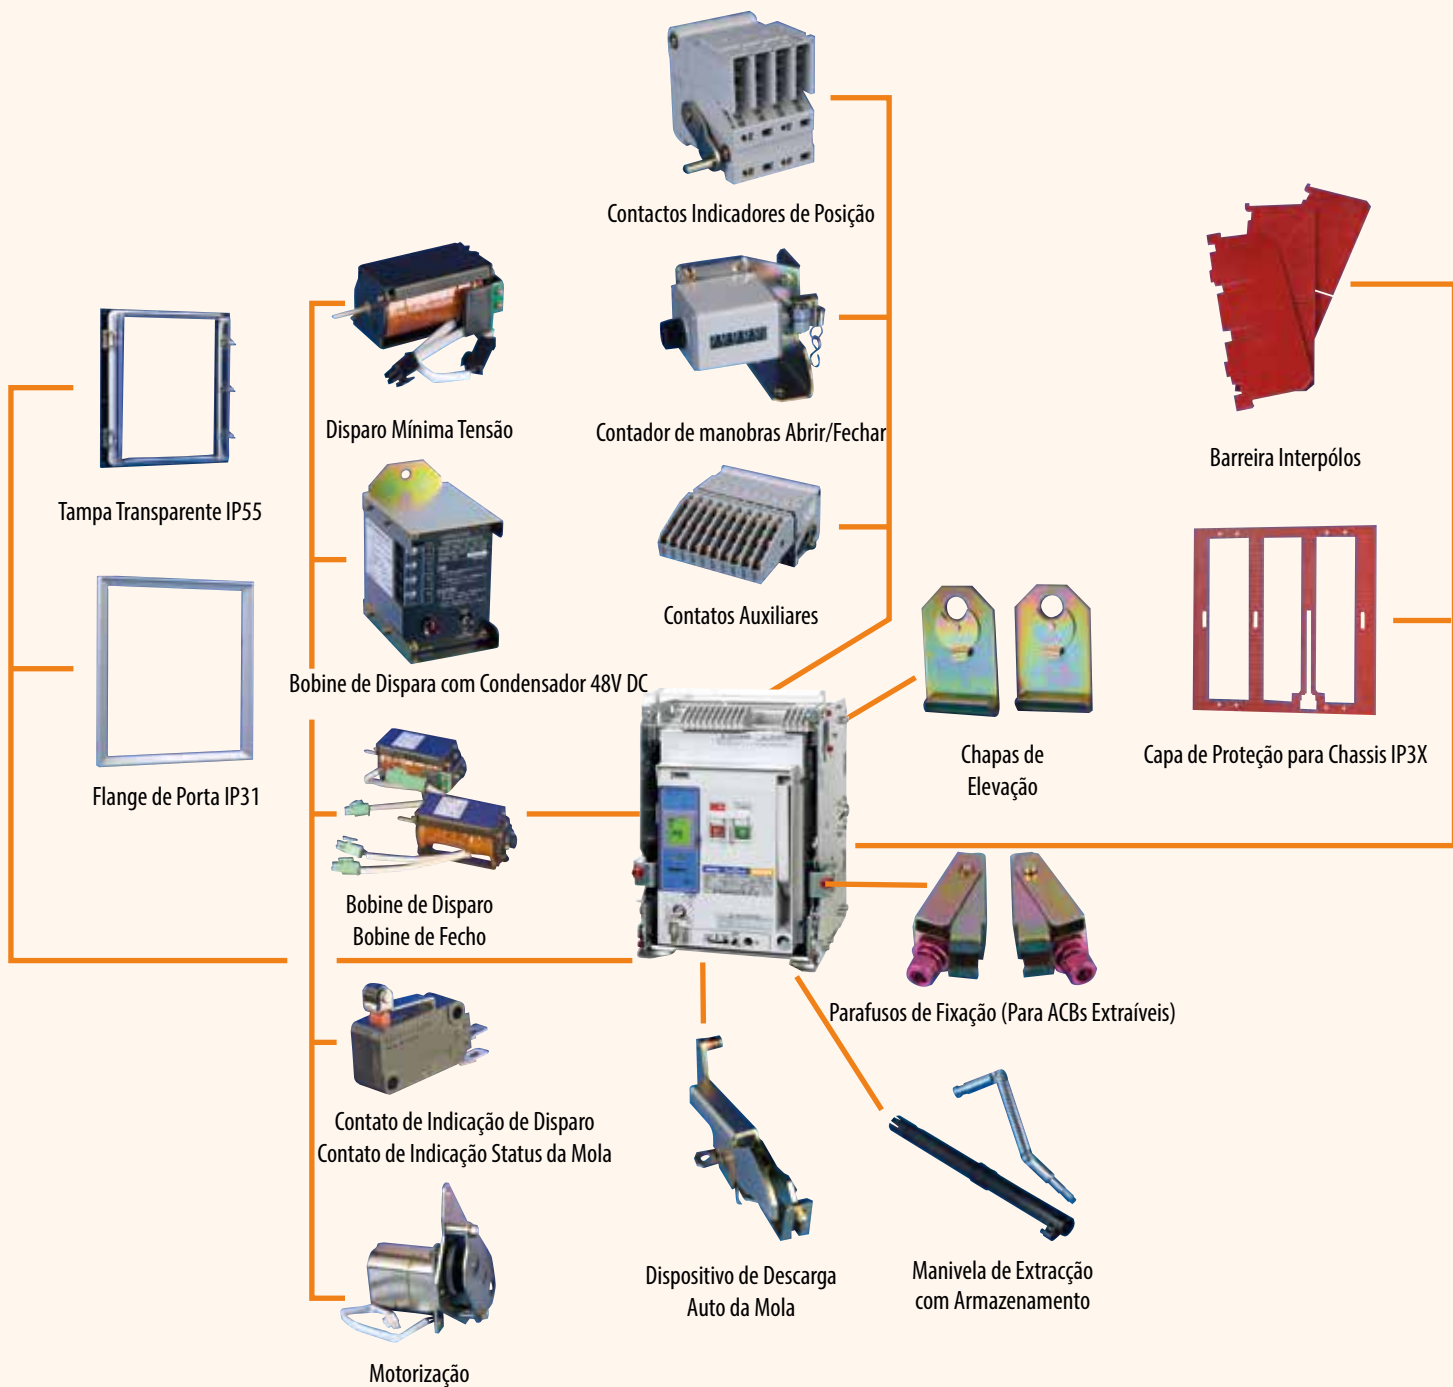 Contactos Indicadores de Posição
Disparo Mínima Tensão
Contador de manobras Abrir/Fechar
Barreira Interpólos
Tampa Transparente IP55
Contatos Auxiliares
Bobine de Dispara com Condensador 48V DC
Chapas de
Elevação
Capa de Proteção para Chassis IP3X
Flange de Porta IP31
Bobine de Disparo
Bobine de Fecho
Parafusos de Fixação (Para ACBs Extraíveis)
Contato de Indicação de Disparo
Contato de Indicação Status da Mola
Dispositivo de Descarga
Auto da Mola
Manivela de Extracção
com Armazenamento
Motorização